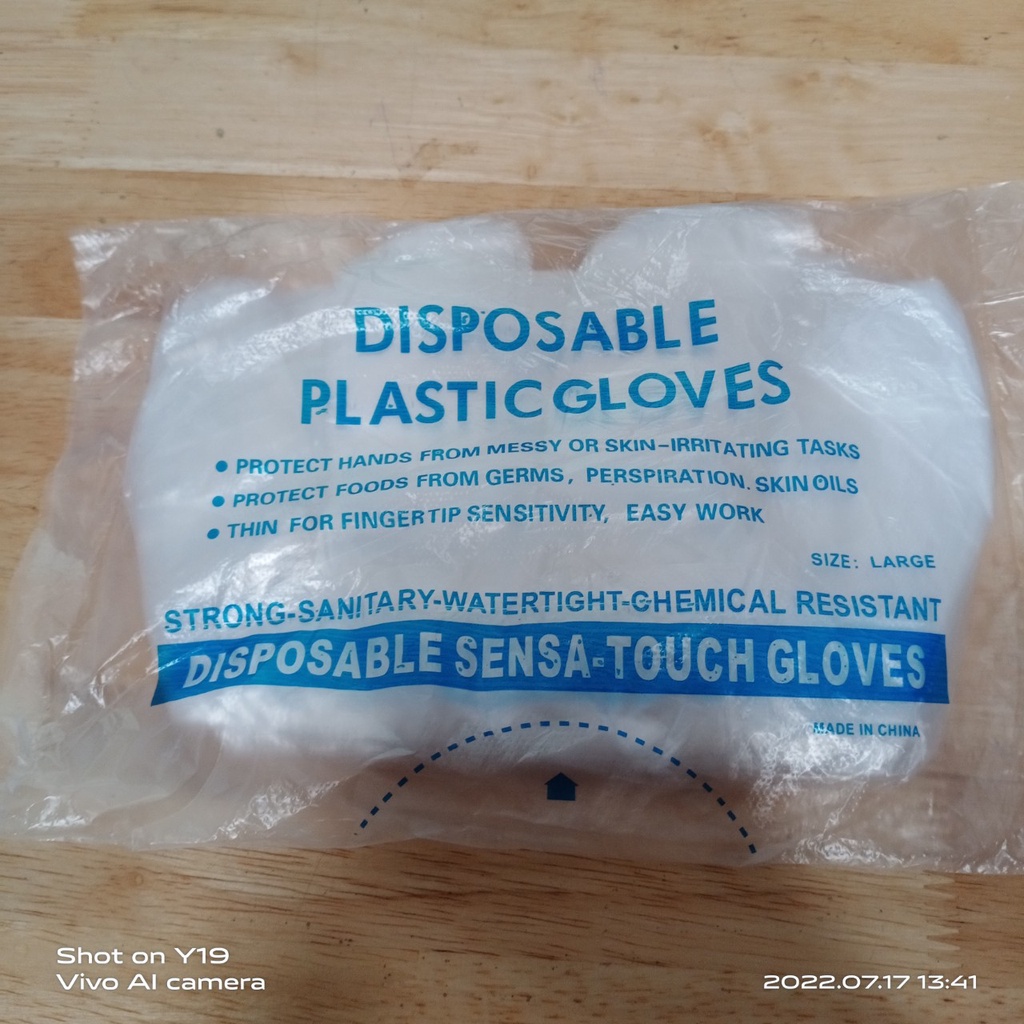 DISPOSABLE
PLASTIC GLOVES
● PROTECT HANDS FROM MESSY OR SKIN-IRRITATING TASKS
● PROTECT FOODS FROM GERMS, PERSPIRATION. SKIN OILS
● THIN FOR FINGERTIP SENSITIVITY, EASY WORK
SIZE: LARGE
STRONG-SANITARY-WATERTIGHT-CHEMICAL RESISTANT
DISPOSABLE SENSA-TOUCH GLOVES
MADE IN CHINA
Shot on Y19
Vivo AI camera
2022.07.17 13:41